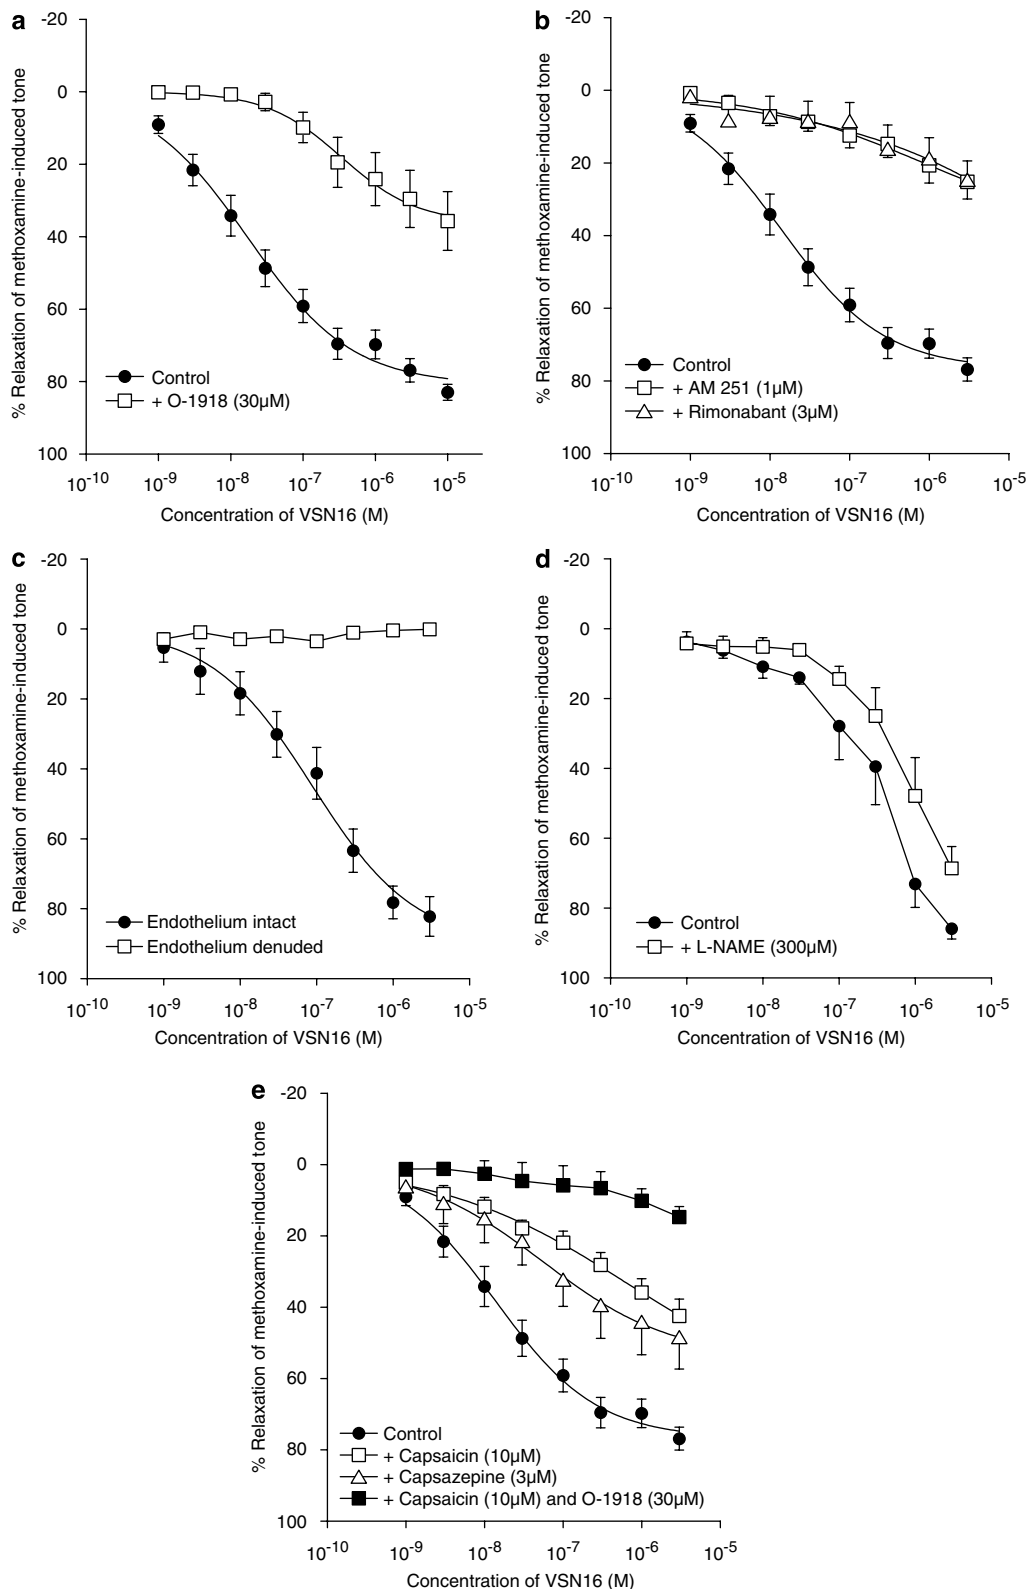 a
-20
0
20
40
60
80
100
% Relaxation of methoxamine-induced tone
Control
+ O-1918 (30µM)
10-10
10-9
10-8
10-7
10-6
10-5
Concentration of VSN16 (M)
b
-20
0
20
40
60
80
100
% Relaxation of methoxamine-induced tone
Control
+ AM 251 (1µM)
+ Rimonabant (3µM)
10-10
10-9
10-8
10-7
10-6
10-5
Concentration of VSN16 (M)
c
-20
0
20
40
60
80
100
% Relaxation of methoxamine-induced tone
Endothelium intact
Endothelium denuded
10-10
10-9
10-8
10-7
10-6
10-5
Concentration of VSN16 (M)
d
-20
0
20
40
60
80
100
% Relaxation of methoxamine-induced tone
Control
+ L-NAME (300µM)
10-10
10-9
10-8
10-7
10-6
10-5
Concentration of VSN16 (M)
e
-20
0
20
40
60
80
100
% Relaxation of methoxamine-induced tone
Control
+ Capsaicin (10µM)
+ Capsazepine (3µM)
+ Capsaicin (10µM) and O-1918 (30µM)
10-10
10-9
10-8
10-7
10-6
10-5
Concentration of VSN16 (M)